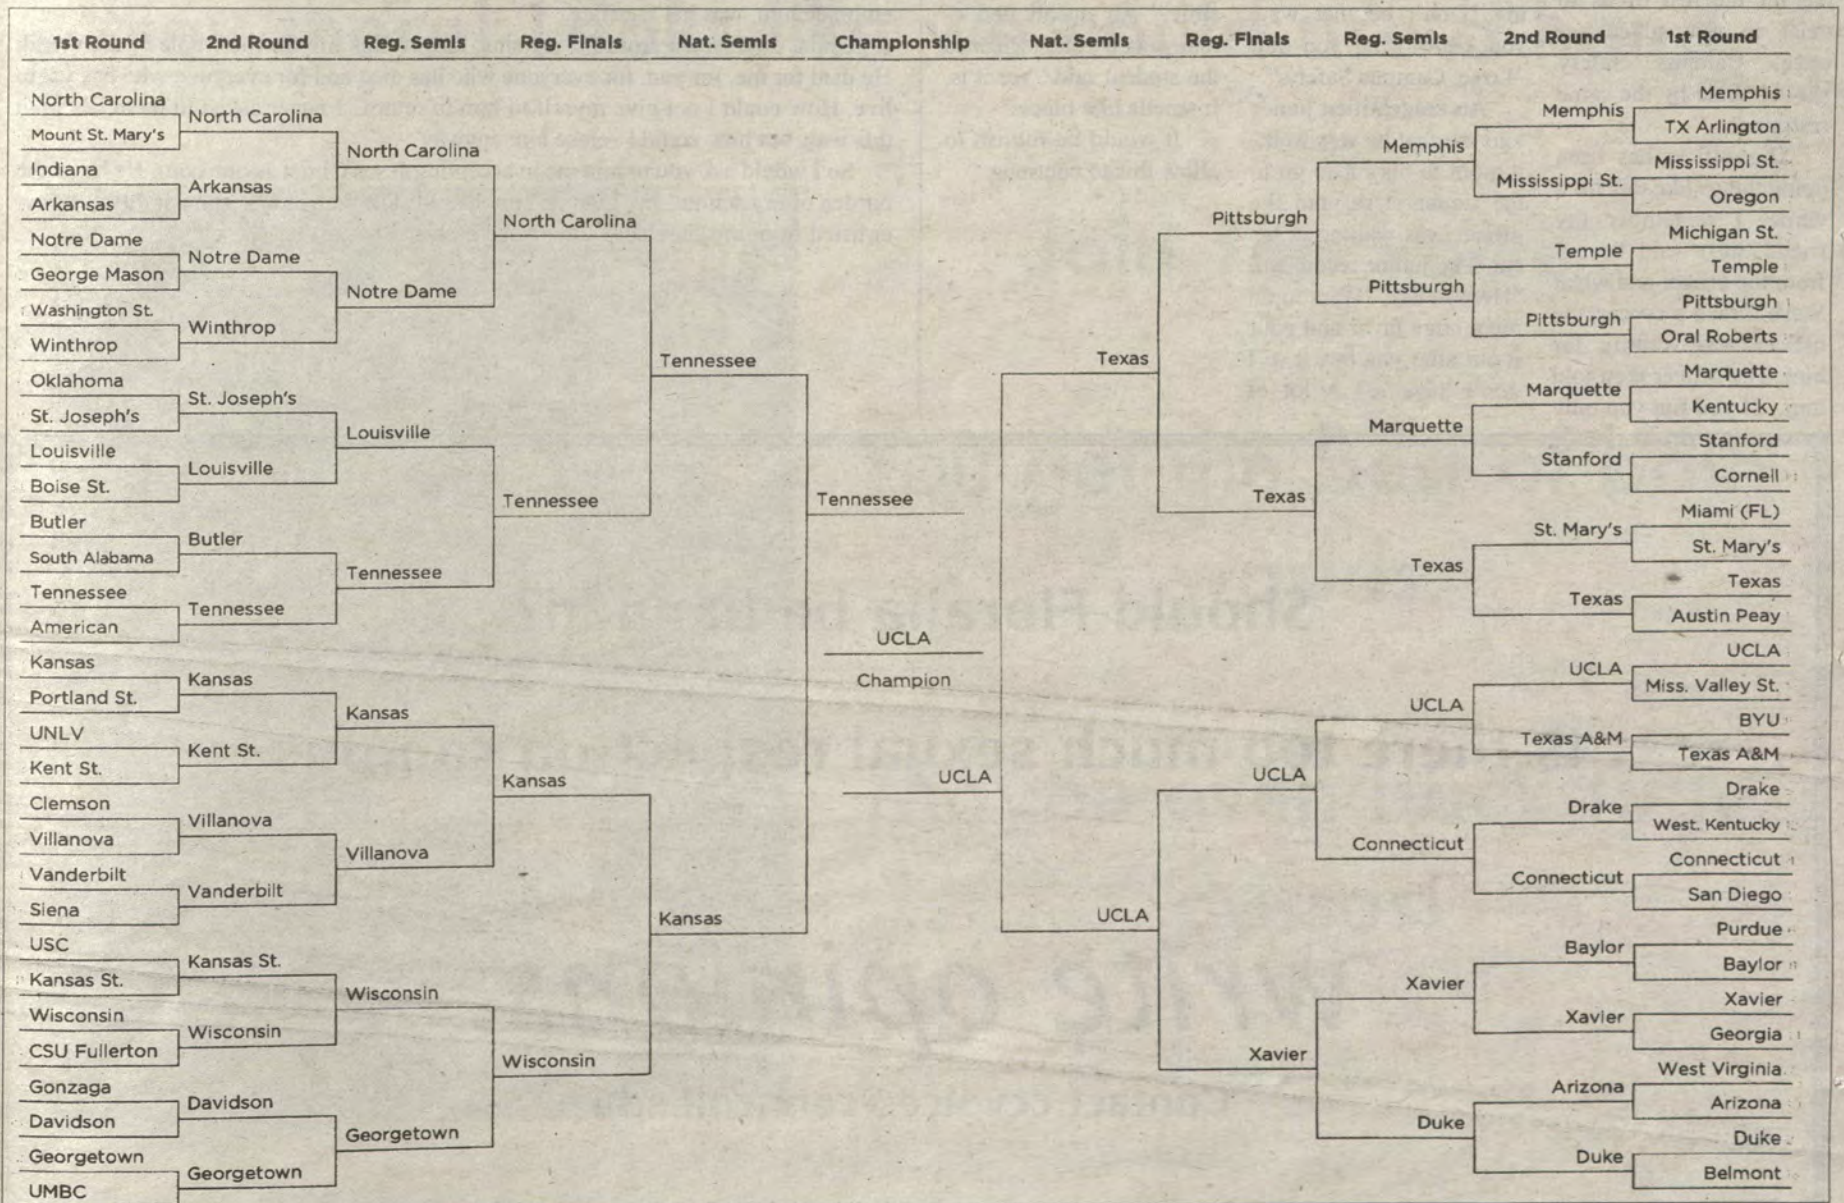 1st Round 2nd Round Reg. Semis Reg. Finals Nat. Semis Championship Nat. Semis Reg. Finals Reg. Semis 2nd Round 1st Round
North Carolina
Mount St. Mary's
Indiana
Arkansas
Notre Dame
George Mason
Washington St.
Winthrop
Oklahoma
St. Joseph's
Louisville
Boise St.
Butler
South Alabama
Tennessee
American
Kansas
Portland St.
UNLV
Kent St.
Clemson
Villanova
Vanderbilt
Siena
USC
Kansas St.
Wisconsin
CSU Fullerton
Gonzaga
Davidson
Georgetown
UMBC
North Carolina
Arkansas
Notre Dame
Winthrop
St. Joseph's
Louisville
Butler
Tennessee
Kansas
Kent St.
Villanova
Vanderbilt
Kansas St.
Wisconsin
Davidson
Georgetown
North Carolina
Notre Dame
Louisville
Tennessee
Kansas
Villanova
Wisconsin
Georgetown
North Carolina
Tennessee
Kansas
Wisconsin
Tennessee
Kansas
Tennessee
UCLA
Champion
UCLA
Texas
UCLA
Pittsburgh
Texas
UCLA
Xavier
Memphis
Pittsburgh
Marquette
Texas
UCLA
Connecticut
Xavier
Duke
Memphis
Mississippi St.
Temple
Pittsburgh
Marquette
Stanford
St. Mary's
Texas
UCLA
Texas A&M
Drake
Connecticut
Baylor
Xavier
Arizona
Duke
Memphis
TX Arlington
Mississippi St.
Oregon
Michigan St.
Temple
Pittsburgh
Oral Roberts
Marquette
Kentucky
Stanford
Cornell
Miami (FL)
St. Mary's
Texas
Austin Peay
UCLA
Miss. Valley St.
BYU
Texas A&M
Drake
West. Kentucky
Connecticut
San Diego
Purdue
Baylor
Xavier
Georgia
West Virginia
Arizona
Duke
Belmont